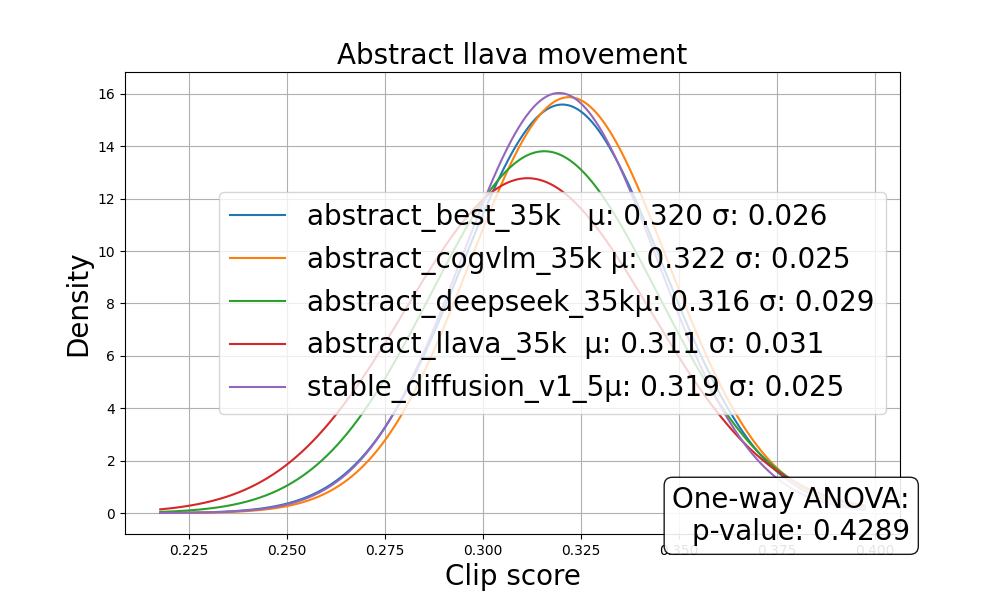 Abstract llava movement
Density
16
14
12
10
8
6
4
2
0
abstract_best_35k μ: 0.320 σ: 0.026
abstract_cogvlm_35k μ: 0.322 σ: 0.025
abstract_deepseek_35kμ: 0.316 σ: 0.029
abstract_llava_35k μ: 0.311 σ: 0.031
stable_diffusion_v1_5μ: 0.319 σ: 0.025
One-way ANOVA:
p-value: 0.4289
0.225 0.250 0.275 0.300 0.325 0.350 0.375 0.400
Clip score